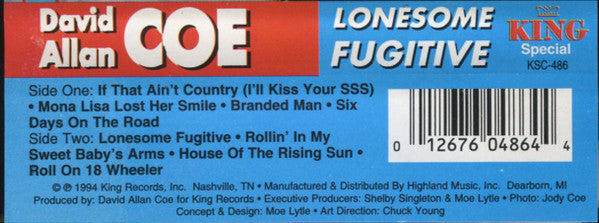 David Allan COE
LONESOME FUGITIVE
KING
Special
KSC-486
Side One: If That Ain't Country (I'll Kiss Your SSS)
• Mona Lisa Lost Her Smile • Branded Man • Six
Days On The Road
Side Two: Lonesome Fugitive • Rollin' In My
Sweet Baby's Arms • House Of The Rising Sun •
Roll On 18 Wheeler
0 12676 04864 4
© ℗ 1994 King Records, Inc. Nashville, TN • Manufactured & Distributed By Highland Music, Inc. Dearborn, MI
Produced by: David Allan Coe for King Records • Executive Producers: Shelby Singleton & Moe Lytle • Photo: Jody Coe
Concept & Design: Moe Lytle • Art Direction: Chuck Young